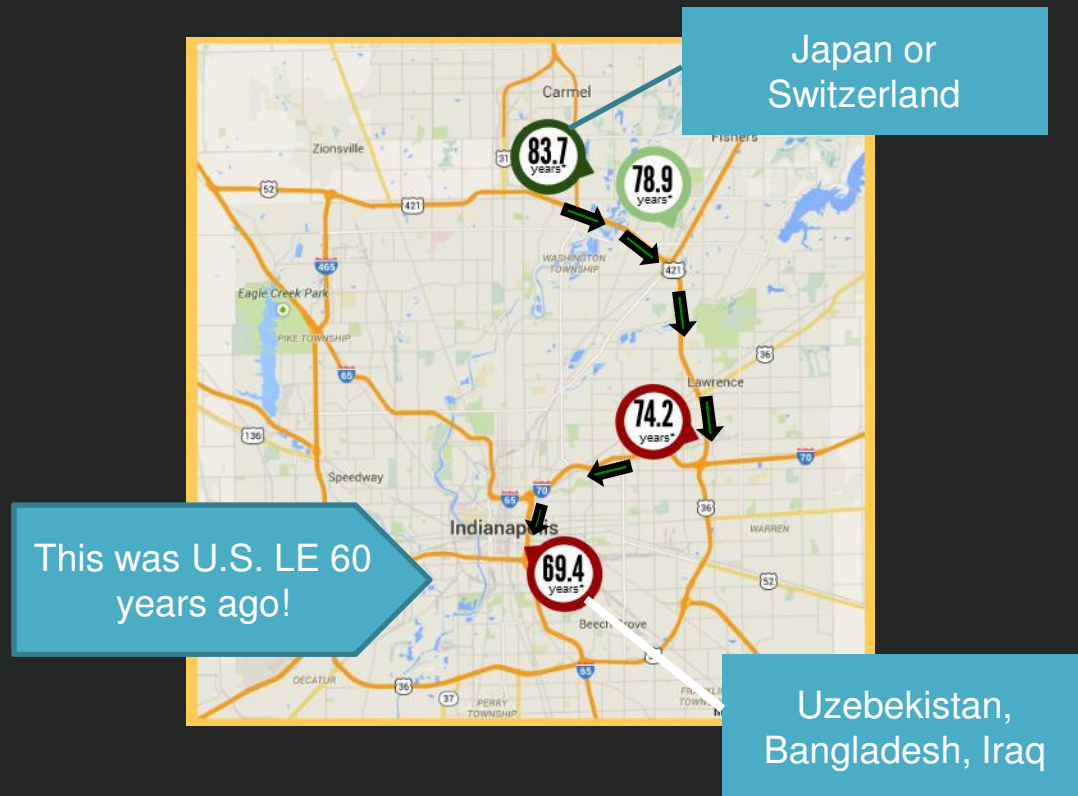 Japan or
Switzerland
Carmel
Fishers
Zionsville
83.7
years*
31
78.9
years*
52
421
WASHINGTON
TOWNSHIP
421
465
Eagle Creek Park
PIKE TOWNSHIP
36
65
Lawrence
74.2
years*
136
70
Speedway
70
65
36
Indianapolis
WARREN
This was U.S. LE 60
years ago!
69.4
years*
52
Beech Grove
65
DECATUR
36
37
PERRY
TOWNSHIP
Uzebekistan,
Bangladesh, Iraq